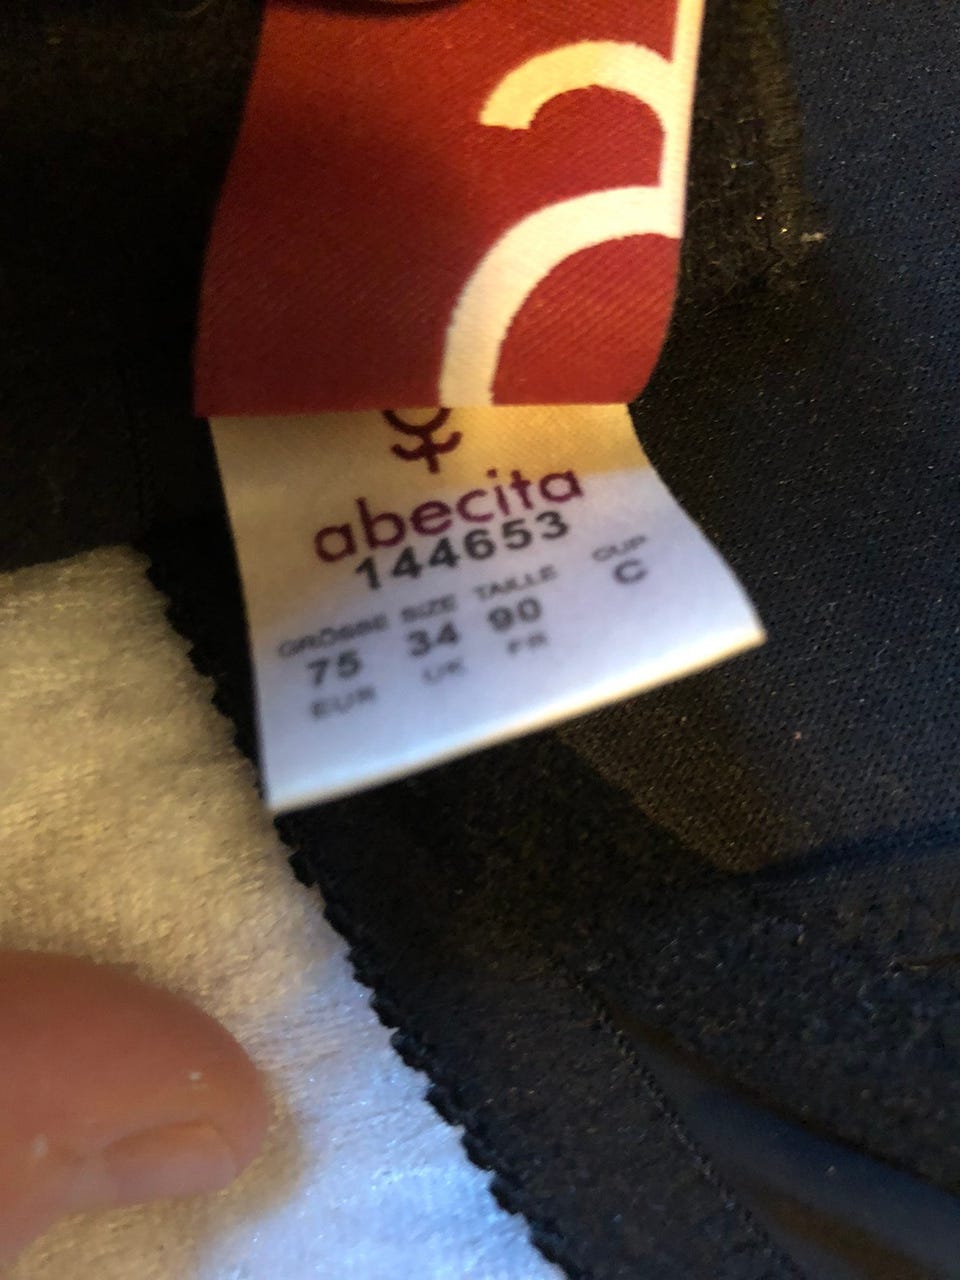 a
abecita
144653
GRÖSSE SIZE TAILLE CUP
75 34 90 C
EUR UK FR